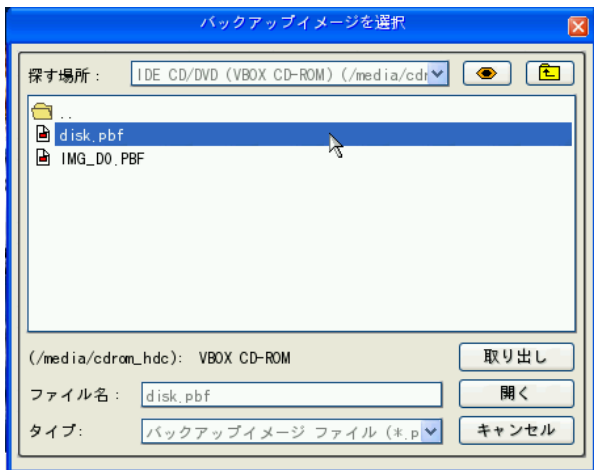 バックアップイメージを選択
探す場所： IDE CD/DVD (VBOX CD-ROM) (/media/cdr
..
disk.pbf
IMG_D0.PBF
(/media/cdrom_hdc): VBOX CD-ROM 取り出し
ファイル名： disk.pbf 開く
タイプ: バックアップイメージ ファイル (*.p キャンセル